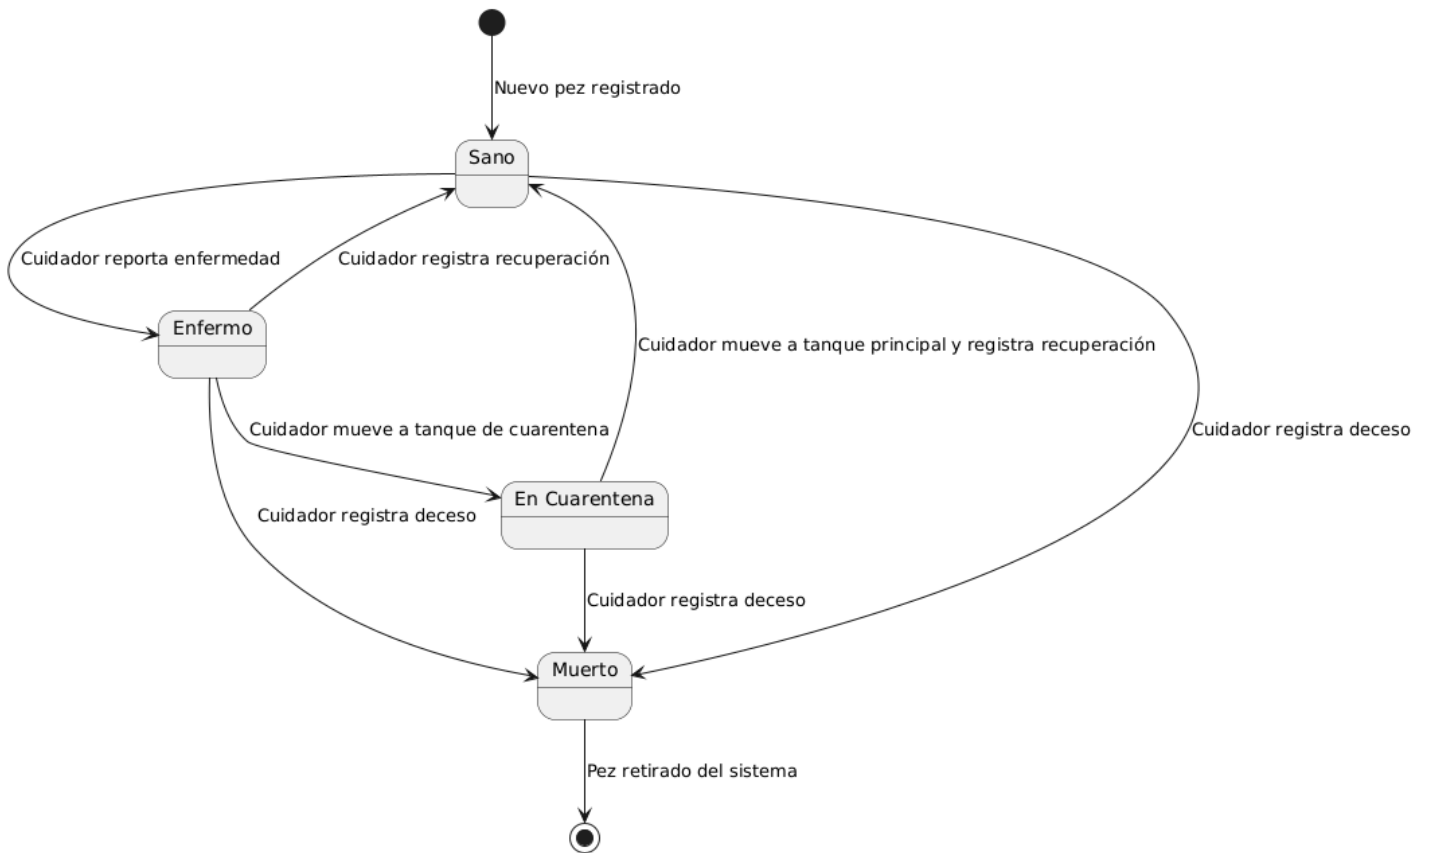 Nuevo pez registrado
Sano
Cuidador reporta enfermedad
Cuidador registra recuperación
Enfermo
Cuidador mueve a tanque principal y registra recuperación
Cuidador mueve a tanque de cuarentena
Cuidador registra deceso
En Cuarentena
Cuidador registra deceso
Cuidador registra deceso
Muerto
Pez retirado del sistema